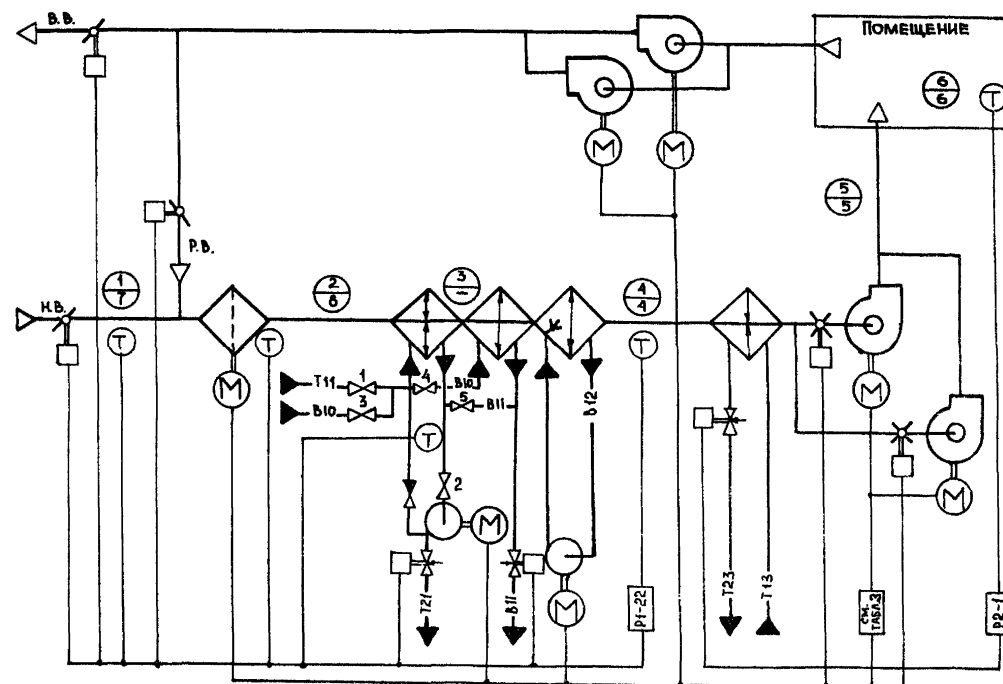 В.В.
ПОМЕЩЕНИЕ
6
6
Т
М
М
5
5
Р.В.
Н.В.
1
7
2
8
3
–
4
4
Т
Т
Т
М
Т11
1
4
В10
В10
3
5
В11
В12
М
Т
2
М
М
Т21
В11
М
Р1-22
Т23
Т13
СМ.
ТАБЛ.3
Р2-1